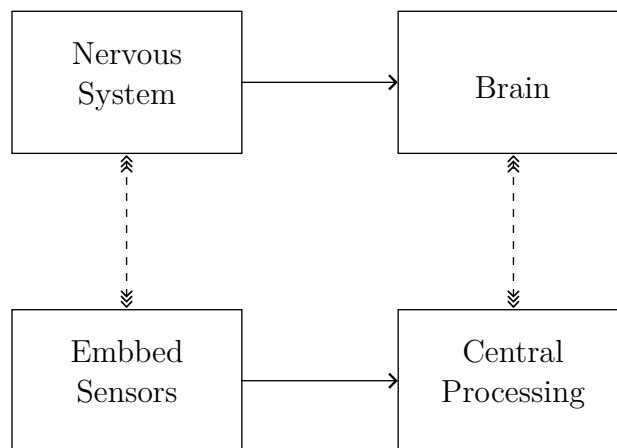 Nervous
System
Brain
Embbed
Sensors
Central
Processing